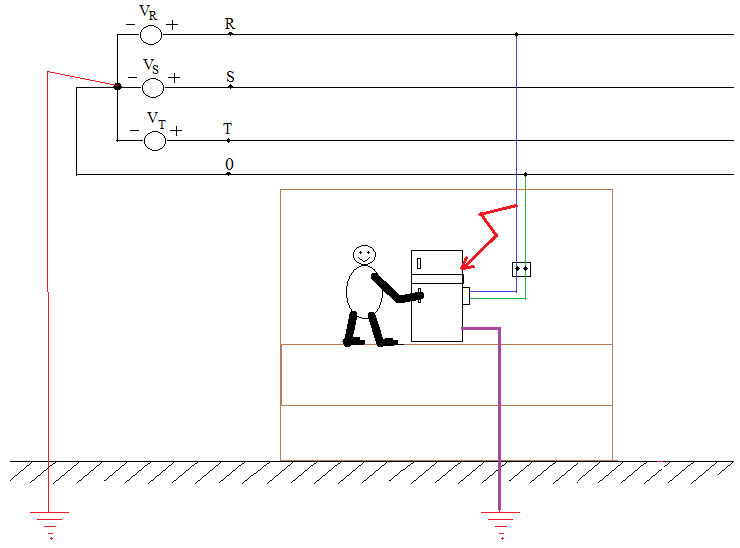 − V_R +
R
− V_S +
S
− V_T +
T
0